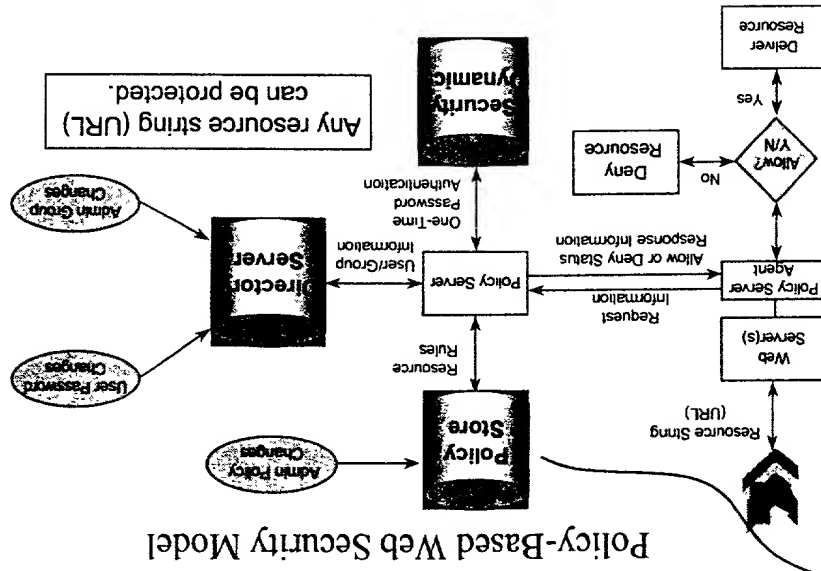 Policy-Based Web Security Model
Admin Policy
Changes
Policy
Store
Resource String
(URL)
User Password
Changes
Resource
Rules
Web
Server(s)
Director
Server
User/Group
Information
Policy Server
Request
Information
Allow or Deny Status
Response Information
Policy Server
Agent
Admin Group
Changes
One-Time
Password
Authentication
Any resource string (URL)
can be protected.
Security
Dynamic
Deny
Resource
No
Allow?
Y/N
Yes
Deliver
Resource